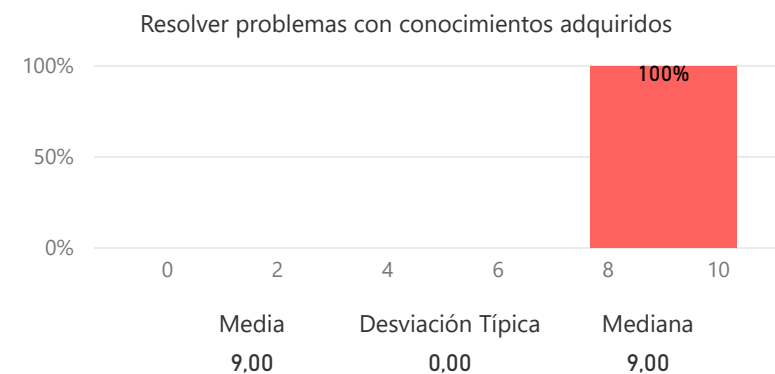 Resolver problemas con conocimientos adquiridos
100%
100%
50%
0%
0 2 4 6 8 10
Media Desviación Típica Mediana
9,00 0,00 9,00